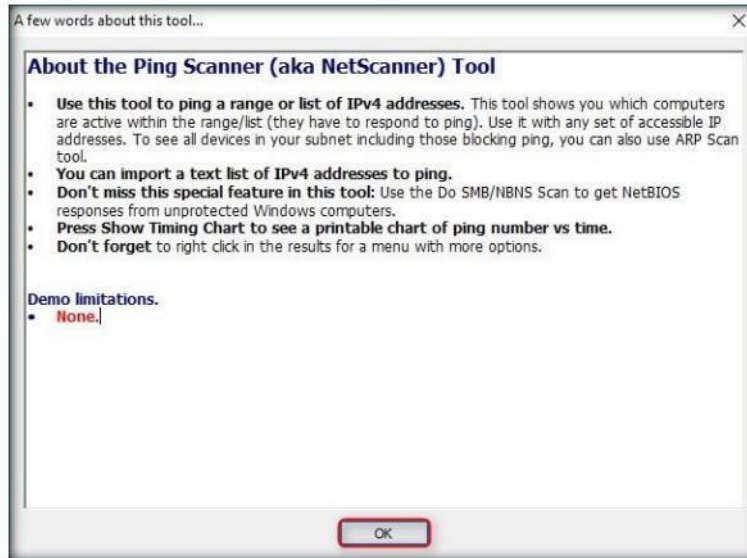 A few words about this tool...
About the Ping Scanner (aka NetScanner) Tool
• Use this tool to ping a range or list of IPv4 addresses. This tool shows you which computers
are active within the range/list (they have to respond to ping). Use it with any set of accessible IP
addresses. To see all devices in your subnet including those blocking ping, you can also use ARP Scan
tool.
• You can import a text list of IPv4 addresses to ping.
• Don't miss this special feature in this tool: Use the Do SMB/NBNS Scan to get NetBIOS
responses from unprotected Windows computers.
• Press Show Timing Chart to see a printable chart of ping number vs time.
• Don't forget to right click in the results for a menu with more options.
Demo limitations.
• None.
OK